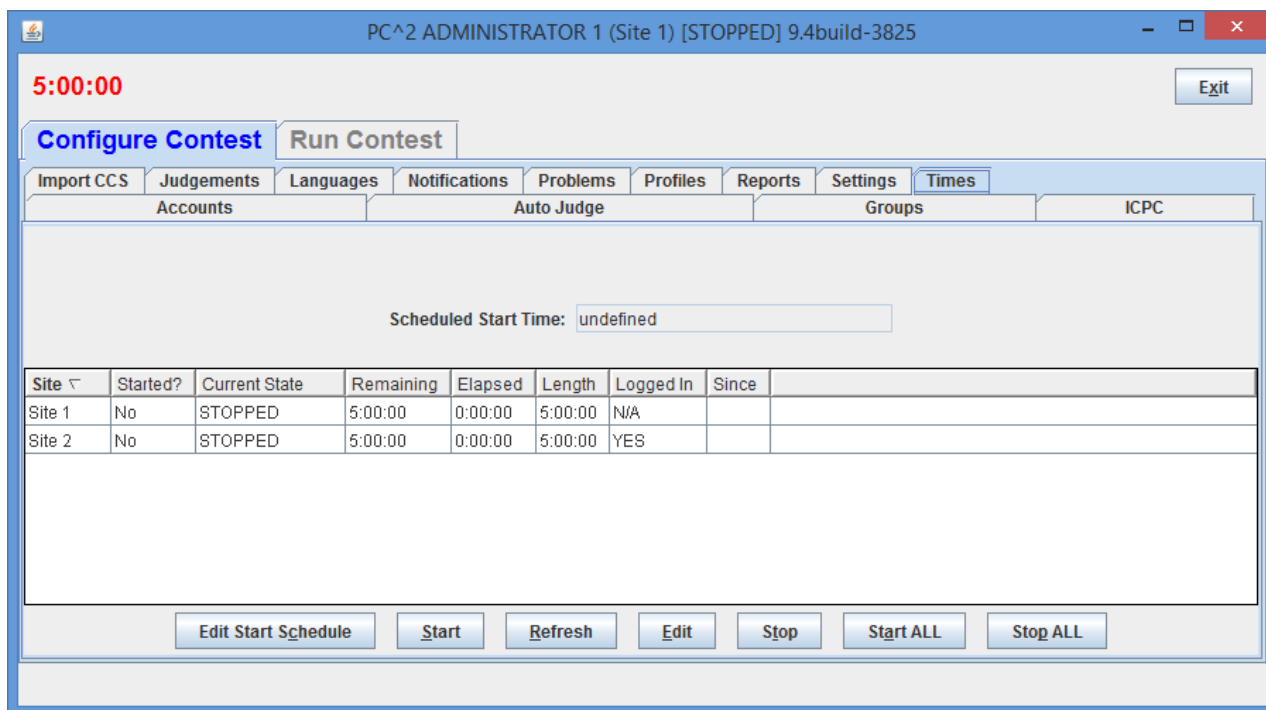 PC^2 ADMINISTRATOR 1 (Site 1) [STOPPED] 9.4build-3825
5:00:00 Exit
Configure Contest Run Contest
Import CCS Judgements Languages Notifications Problems Profiles Reports Settings Times
Accounts Auto Judge Groups ICPC
Scheduled Start Time: undefined
Site Started? Current State Remaining Elapsed Length Logged In Since
Site 1 No STOPPED 5:00:00 0:00:00 5:00:00 N/A
Site 2 No STOPPED 5:00:00 0:00:00 5:00:00 YES
Edit Start Schedule Start Refresh Edit Stop Start ALL Stop ALL